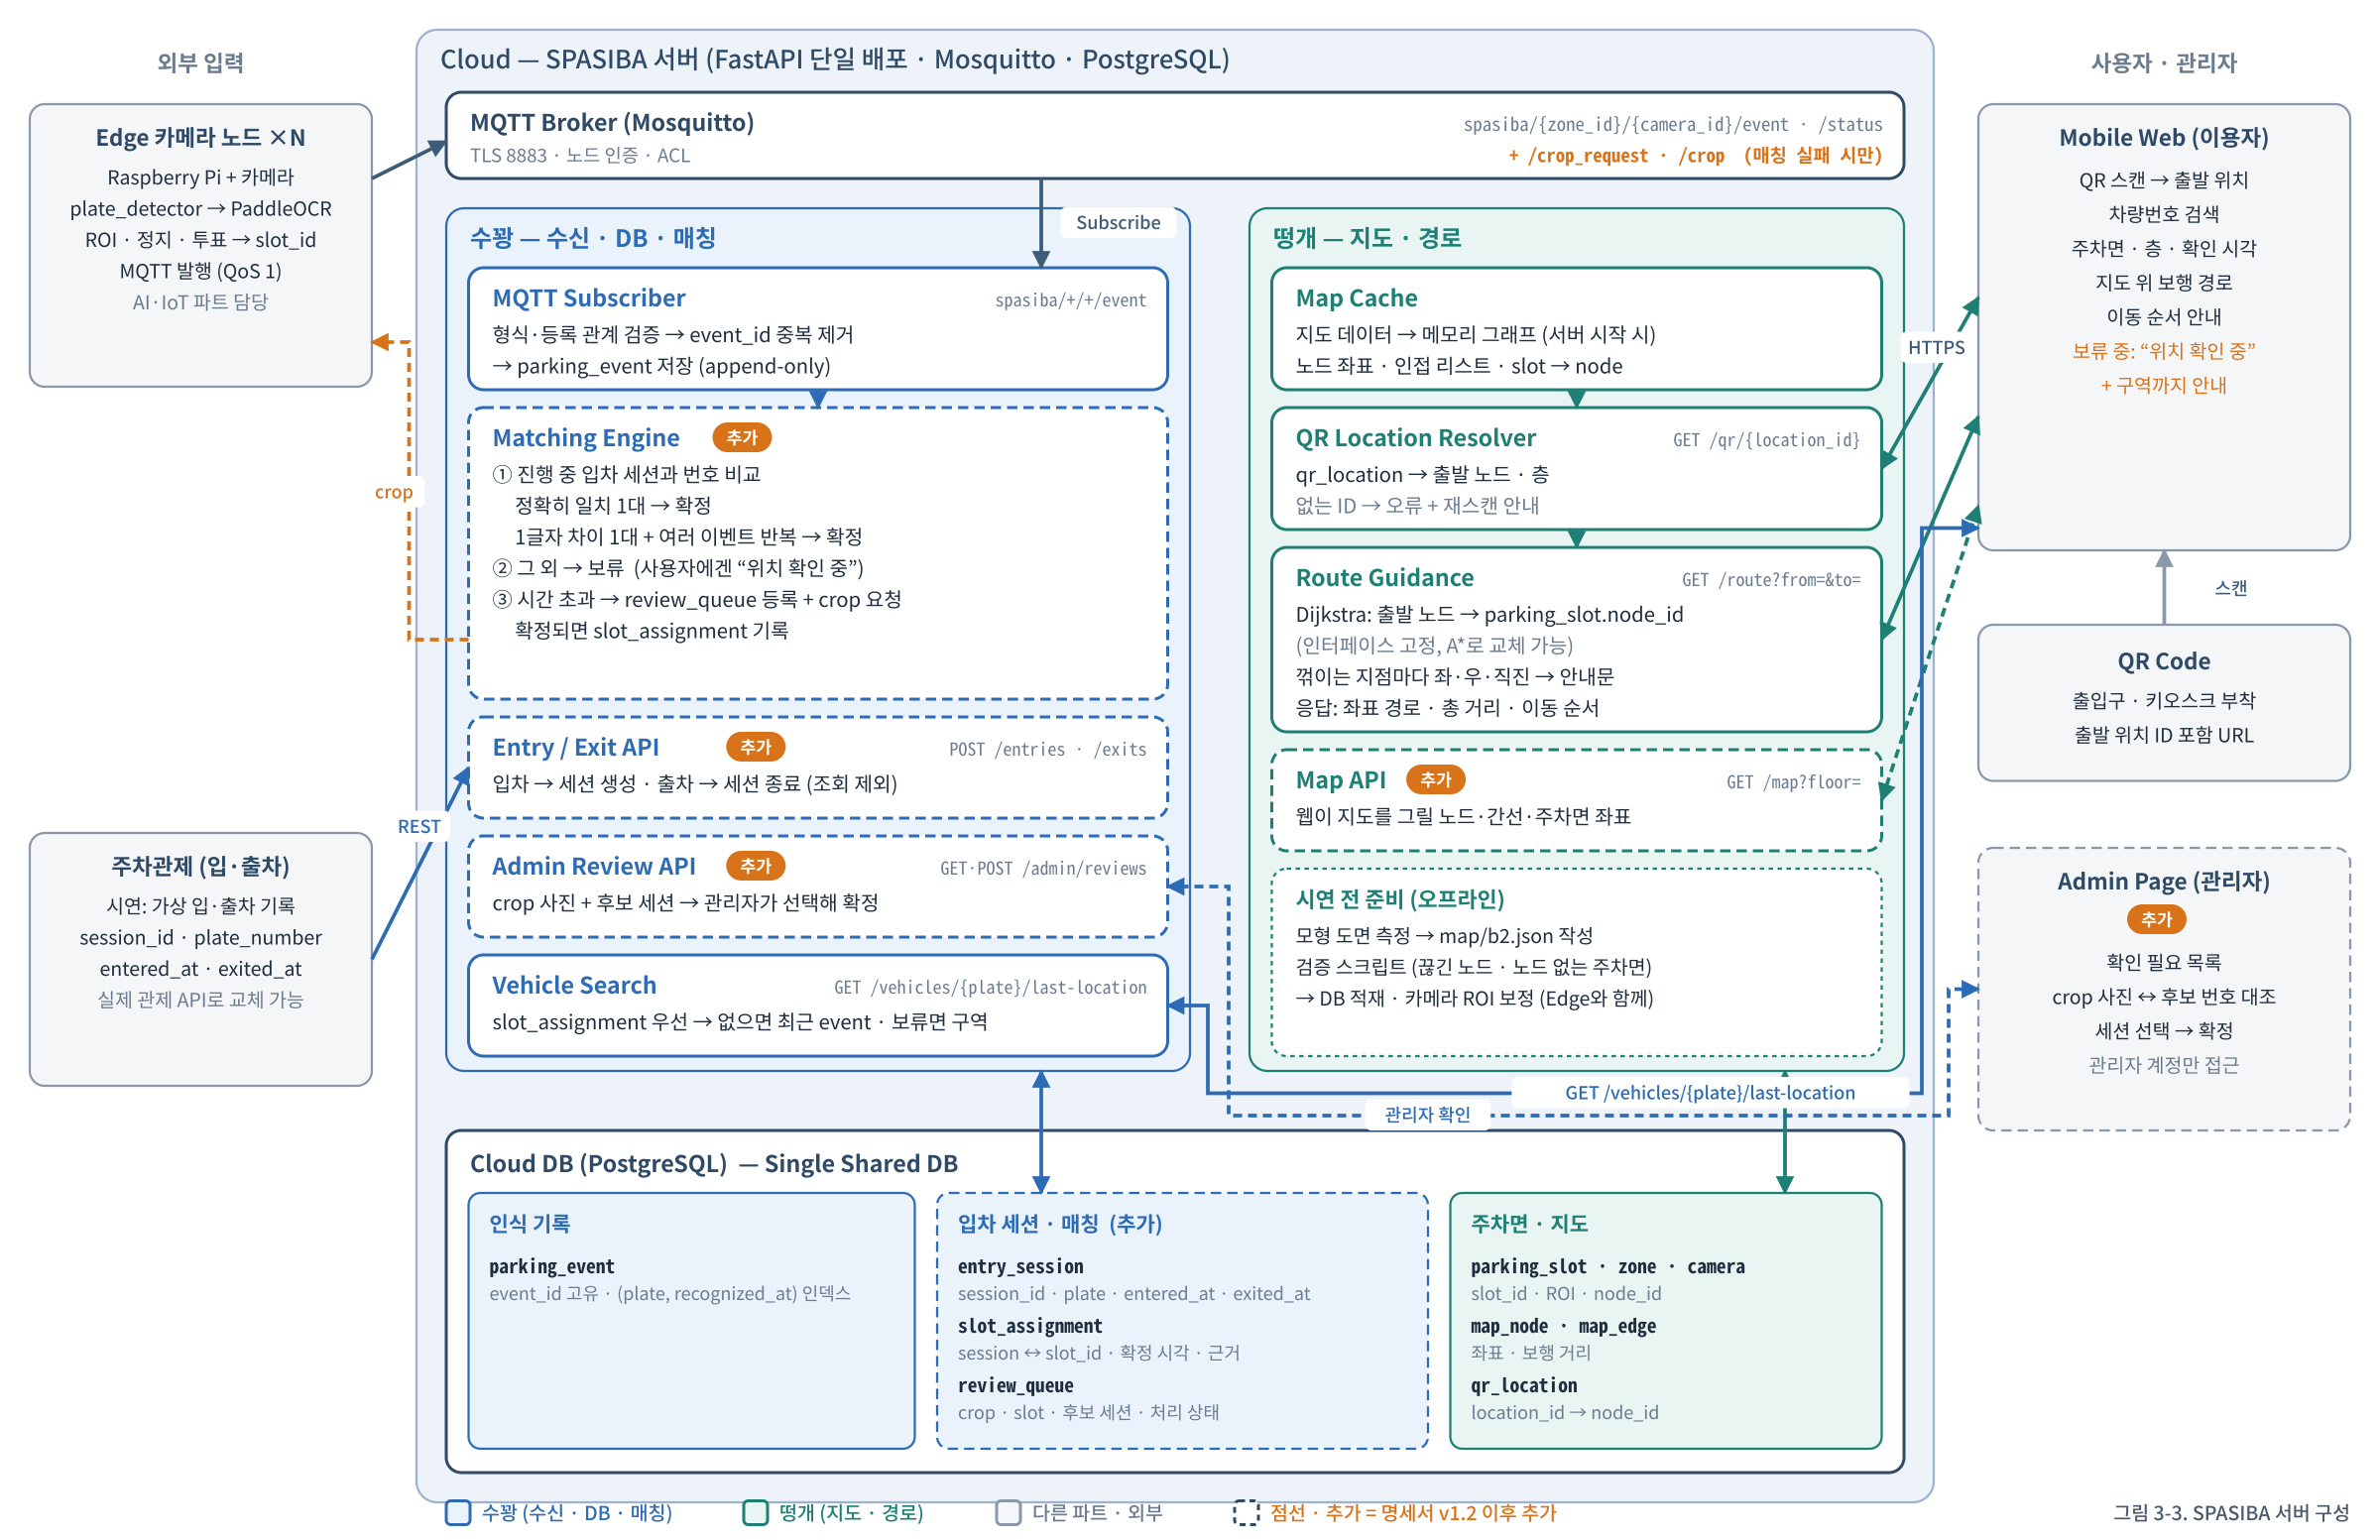 외부 입력
Edge 카메라 노드 ×N
Raspberry Pi + 카메라
plate_detector → PaddleOCR
ROI · 정지 · 투표 → slot_id
MQTT 발행 (QoS 1)
AI·IoT 파트 담당
crop
REST
주차관제 (입·출차)
시연: 가상 입·출차 기록
session_id · plate_number
entered_at · exited_at
실제 관제 API로 교체 가능
Cloud — SPASIBA 서버 (FastAPI 단일 배포 · Mosquitto · PostgreSQL)
MQTT Broker (Mosquitto)
TLS 8883 · 노드 인증 · ACL
spasiba/{zone_id}/{camera_id}/event · /status
+ /crop_request · /crop (매칭 실패 시만)
Subscribe
수꽝 — 수신 · DB · 매칭
MQTT Subscriber
spasiba/+/+/event
형식·등록 관계 검증 → event_id 중복 제거
→ parking_event 저장 (append-only)
Matching Engine
추가
① 진행 중 입차 세션과 번호 비교
정확히 일치 1대 → 확정
1글자 차이 1대 + 여러 이벤트 반복 → 확정
② 그 외 → 보류 (사용자에겐 “위치 확인 중”)
③ 시간 초과 → review_queue 등록 + crop 요청
확정되면 slot_assignment 기록
Entry / Exit API
추가
POST /entries · /exits
입차 → 세션 생성 · 출차 → 세션 종료 (조회 제외)
Admin Review API
추가
GET·POST /admin/reviews
crop 사진 + 후보 세션 → 관리자가 선택해 확정
Vehicle Search
GET /vehicles/{plate}/last-location
slot_assignment 우선 → 없으면 최근 event · 보류면 구역
떵개 — 지도 · 경로
Map Cache
지도 데이터 → 메모리 그래프 (서버 시작 시)
노드 좌표 · 인접 리스트 · slot → node
QR Location Resolver
GET /qr/{location_id}
qr_location → 출발 노드 · 층
없는 ID → 오류 + 재스캔 안내
Route Guidance
GET /route?from=&to=
Dijkstra: 출발 노드 → parking_slot.node_id
(인터페이스 고정, A*로 교체 가능)
꺾이는 지점마다 좌·우·직진 → 안내문
응답: 좌표 경로 · 총 거리 · 이동 순서
Map API
추가
GET /map?floor=
웹이 지도를 그릴 노드·간선·주차면 좌표
시연 전 준비 (오프라인)
모형 도면 측정 → map/b2.json 작성
검증 스크립트 (끊긴 노드 · 노드 없는 주차면)
→ DB 적재 · 카메라 ROI 보정 (Edge와 함께)
GET /vehicles/{plate}/last-location
관리자 확인
HTTPS
사용자 · 관리자
Mobile Web (이용자)
QR 스캔 → 출발 위치
차량번호 검색
주차면 · 층 · 확인 시각
지도 위 보행 경로
이동 순서 안내
보류 중: “위치 확인 중”
+ 구역까지 안내
스캔
QR Code
출입구 · 키오스크 부착
출발 위치 ID 포함 URL
Admin Page (관리자)
추가
확인 필요 목록
crop 사진 ↔ 후보 번호 대조
세션 선택 → 확정
관리자 계정만 접근
Cloud DB (PostgreSQL) — Single Shared DB
인식 기록
parking_event
event_id 고유 · (plate, recognized_at) 인덱스
입차 세션 · 매칭 (추가)
entry_session
session_id · plate · entered_at · exited_at
slot_assignment
session ↔ slot_id · 확정 시각 · 근거
review_queue
crop · slot · 후보 세션 · 처리 상태
주차면 · 지도
parking_slot · zone · camera
slot_id · ROI · node_id
map_node · map_edge
좌표 · 보행 거리
qr_location
location_id → node_id
수꽝 (수신 · DB · 매칭)
떵개 (지도 · 경로)
다른 파트 · 외부
점선 · 추가 = 명세서 v1.2 이후 추가
그림 3-3. SPASIBA 서버 구성